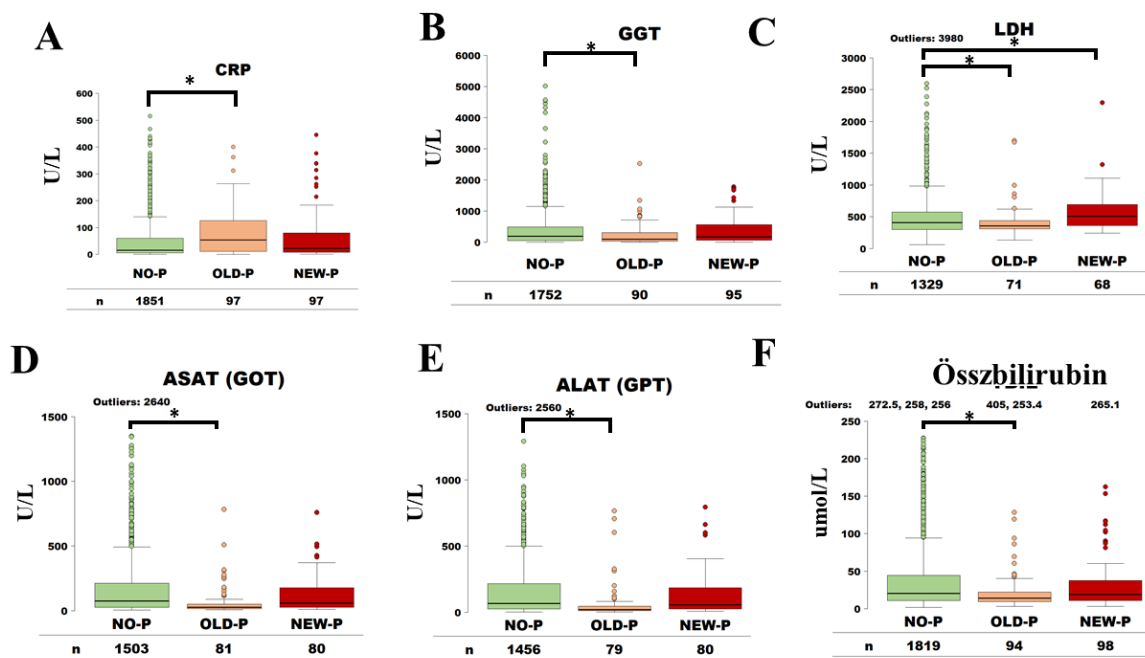 A
CRP
*
U/L
600
500
400
300
200
100
0
NO-P OLD-P NEW-P
n 1851 97 97
B
GGT
*
U/L
6000
5000
4000
3000
2000
1000
0
NO-P OLD-P NEW-P
n 1752 90 95
C
LDH
Outliers: 3980
*
*
U/L
3000
2500
2000
1500
1000
500
0
NO-P OLD-P NEW-P
n 1329 71 68
D
ASAT (GOT)
Outliers: 2640
*
U/L
1500
1000
500
0
NO-P OLD-P NEW-P
n 1503 81 80
E
ALAT (GPT)
Outliers: 2560
*
U/L
1500
1000
500
0
NO-P OLD-P NEW-P
n 1456 79 80
F
Összbilirubin
Outliers: 272.5, 258, 256 405, 253.4 265.1
*
umol/L
250
200
150
100
50
0
NO-P OLD-P NEW-P
n 1819 94 98